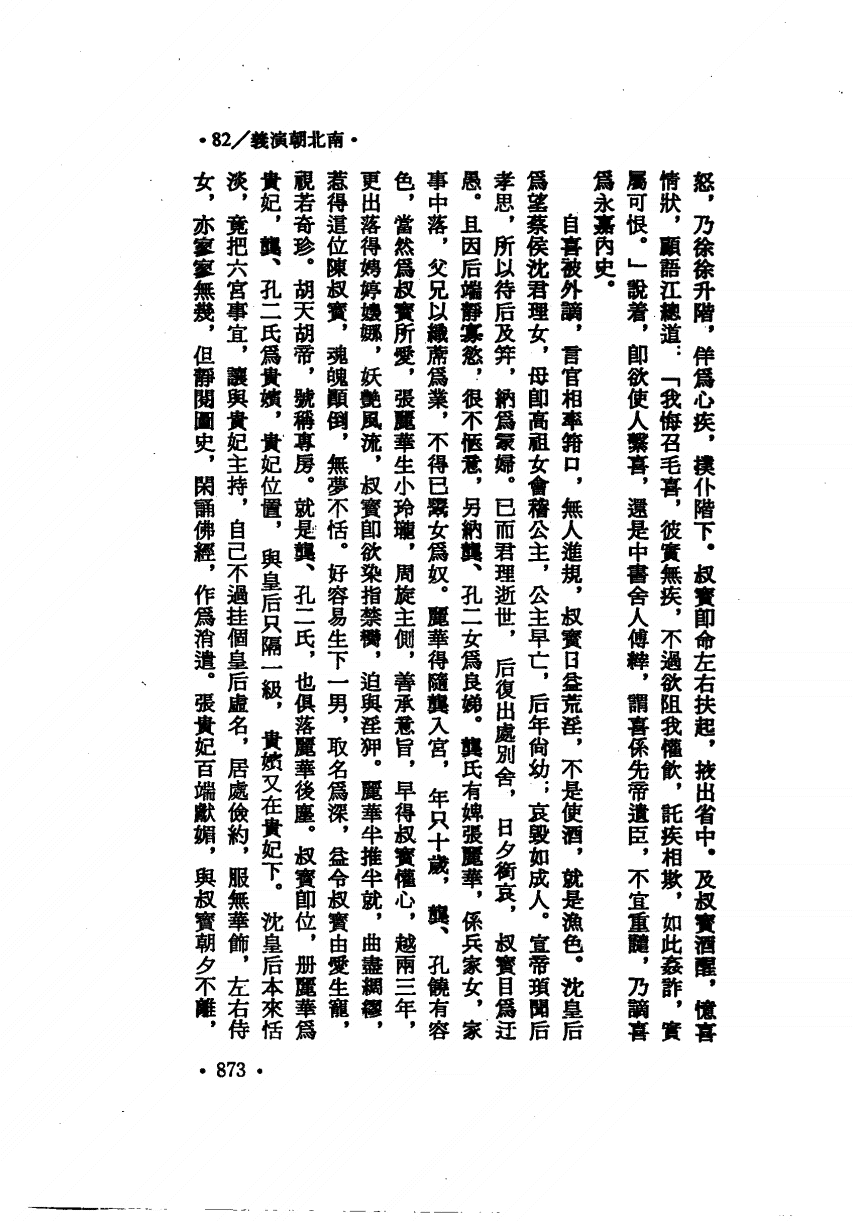 ·82／義演朝北南·
怒，乃徐徐升階，佯爲心疾，撲仆階下。叔寶卽命左右扶起，掖出省中。及叔寶酒醒，憶喜
情狀，顧語江總道：「我悔召毛喜，彼實無疾，不過欲阻我懽飲，託疾相欺，如此姦詐，實
屬可恨。」說着，卽欲使人繫喜，還是中書舍人傅縡，謂喜係先帝遺臣，不宜重譴，乃謫喜
爲永嘉內史。
自喜被外謫，言官相率箝口，無人進規，叔寶日益荒淫，不是使酒，就是漁色。沈皇后
爲望蔡侯沈君理女，母卽高祖女會稽公主，公主早亡，后年尙幼；哀毀如成人。宣帝頊聞后
孝思，所以待后及笄，納爲冢婦。已而君理逝世，后復出處別舍，日夕銜哀，叔寶目爲迂
愚。且因后端靜寡慾，很不愜意，另納龔、孔二女爲良娣。龔氏有婢張麗華，係兵家女，家
事中落，父兄以織蓆爲業，不得已鬻女爲奴。麗華得隨龔入宮，年只十歲，龔、孔饒有容
色，當然爲叔寶所愛，張麗華生小玲瓏，周旋主側，善承意旨，早得叔寶懽心，越兩三年，
更出落得娉婷嬝娜，妖艷風流，叔寶卽欲染指禁臠，迫與淫狎。麗華半推半就，曲盡綢繆，
惹得這位陳叔寶，魂魄顚倒，無夢不恬。好容易生下一男，取名爲深，益令叔寶由愛生寵，
視若奇珍。胡天胡帝，號稱專房。就是龔、孔二氏，也俱落麗華後塵。叔寶卽位，册麗華爲
貴妃，龔、孔二氏爲貴嬪，貴妃位置，與皇后只隔一級，貴嬪又在貴妃下。沈皇后本來恬
淡，竟把六宮事宜，讓與貴妃主持，自己不過挂個皇后虛名，居處儉約，服無華飾，左右侍
女，亦寥寥無幾，但靜閱圖史，閑誦佛經，作爲消遣。張貴妃百端獻媚，與叔寶朝夕不離，
·873·